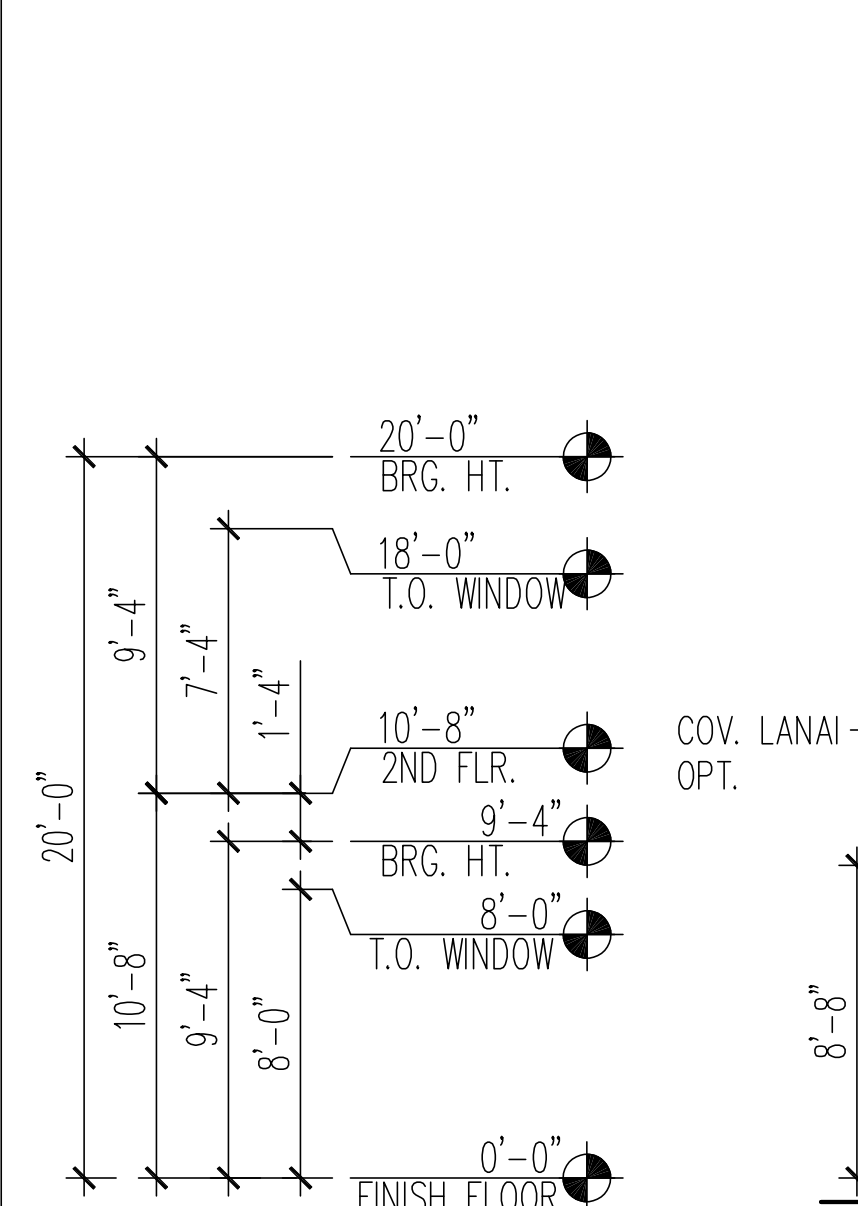 20’-0”
BRG. HT.
18’-0”
T.O. WINDOW
9’-4”
7’-4”
1’-4”
10’-8”
2ND FLR.
COV. LANAI
OPT.
20’-0”
9’-4”
BRG. HT.
8’-0”
T.O. WINDOW
10’-8”
9’-4”
8’-0”
8’-8”
0’-0”
FINISH FLOOR